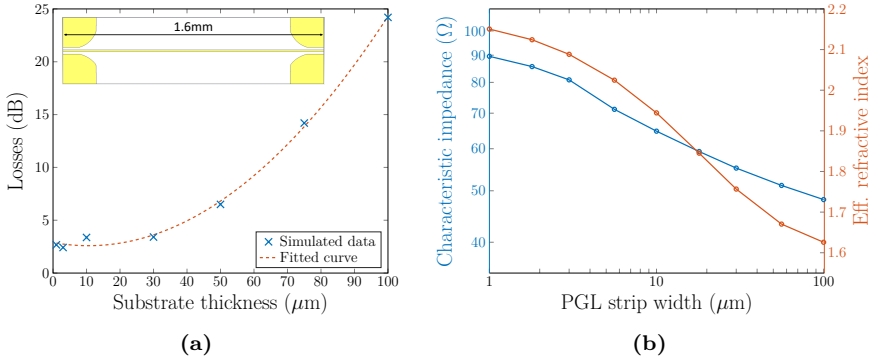 (a)
1.6mm
25
20
15
10
5
0
Losses (dB)
0 10 20 30 40 50 60 70 80 90 100
Substrate thickness (μm)
Simulated data
Fitted curve
(a)
(b)
100
90
80
70
60
50
40
Characteristic impedance (Ω)
2.2
2.1
2
1.9
1.8
1.7
1.6
Eff. refractive index
1 10 100
PGL strip width (μm)
(b)